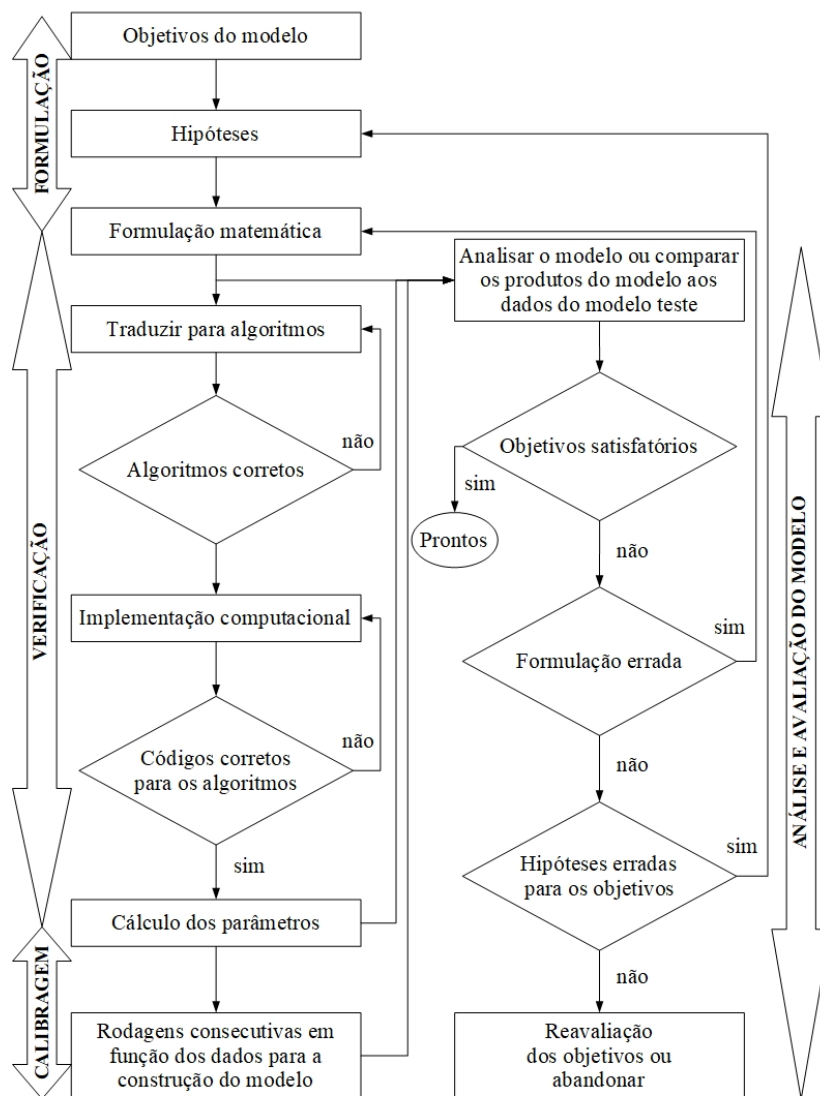 Objetivos do modelo
FORMULAÇÃO
Hipóteses
Formulação matemática
Analisar o modelo ou comparar
os produtos do modelo aos
dados do modelo teste
Traduzir para algoritmos
não
Algoritmos corretos
Objetivos satisfatórios
sim
Prontos
não
VERIFICAÇÃO
Implementação computacional
sim
Formulação errada
não
Códigos corretos
para os algoritmos
não
sim
ANÁLISE E AVALIAÇÃO DO MODELO
sim
Hipóteses erradas
para os objetivos
Cálculo dos parâmetros
não
CALIBRAGEM
Rodagens consecutivas em
função dos dados para a
construção do modelo
Reavaliação
dos objetivos ou
abandonar